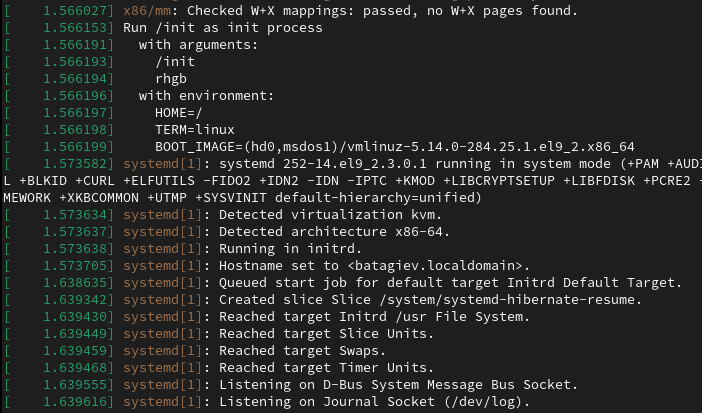 [    1.566027] x86/mm: Checked W+X mappings: passed, no W+X pages found.
[    1.566153] Run /init as init process
[    1.566191]   with arguments:
[    1.566193]     /init
[    1.566194]     rhgb
[    1.566196]   with environment:
[    1.566197]     HOME=/
[    1.566198]     TERM=linux
[    1.566199]     BOOT_IMAGE=(hd0,msdos1)/vmlinuz-5.14.0-284.25.1.el9_2.x86_64
[    1.573582] systemd[1]: systemd 252-14.el9_2.3.0.1 running in system mode (+PAM +AUDI
L +BLKID +CURL +ELFUTILS -FIDO2 +IDN2 -IDN -IPTC +KMOD +LIBCRYPTSETUP +LIBFDISK +PCRE2 -
MEWORK +XKBCOMMON +UTMP +SYSVINIT default-hierarchy=unified)
[    1.573634] systemd[1]: Detected virtualization kvm.
[    1.573637] systemd[1]: Detected architecture x86-64.
[    1.573638] systemd[1]: Running in initrd.
[    1.573705] systemd[1]: Hostname set to <batagiev.localdomain>.
[    1.638635] systemd[1]: Queued start job for default target Initrd Default Target.
[    1.639342] systemd[1]: Created slice Slice /system/systemd-hibernate-resume.
[    1.639430] systemd[1]: Reached target Initrd /usr File System.
[    1.639449] systemd[1]: Reached target Slice Units.
[    1.639459] systemd[1]: Reached target Swaps.
[    1.639468] systemd[1]: Reached target Timer Units.
[    1.639555] systemd[1]: Listening on D-Bus System Message Bus Socket.
[    1.639616] systemd[1]: Listening on Journal Socket (/dev/log).